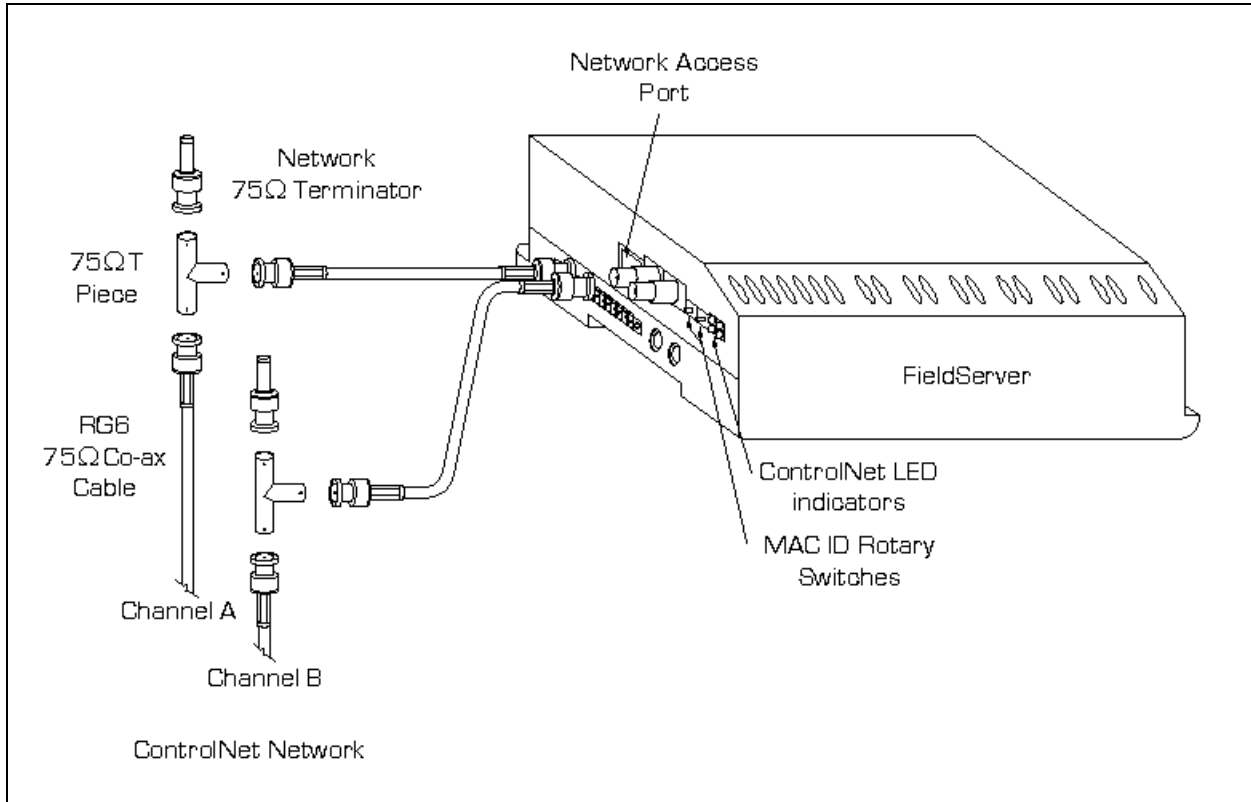 Network Access
Port
Network
75Ω Terminator
75Ω T
Piece
FieldServer
RG6
75Ω Co-ax
Cable
ControlNet LED
indicators
MAC ID Rotary
Switches
Channel A
Channel B
ControlNet Network